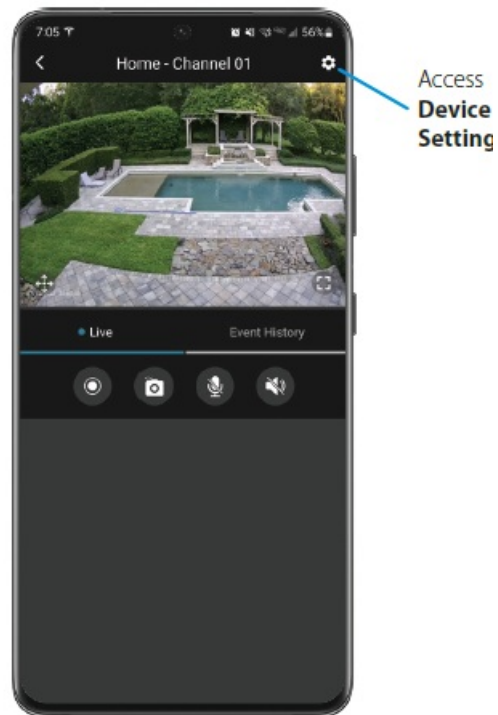 7:05
56%
Home - Channel 01
Access
Device
Setting
Live
Event History